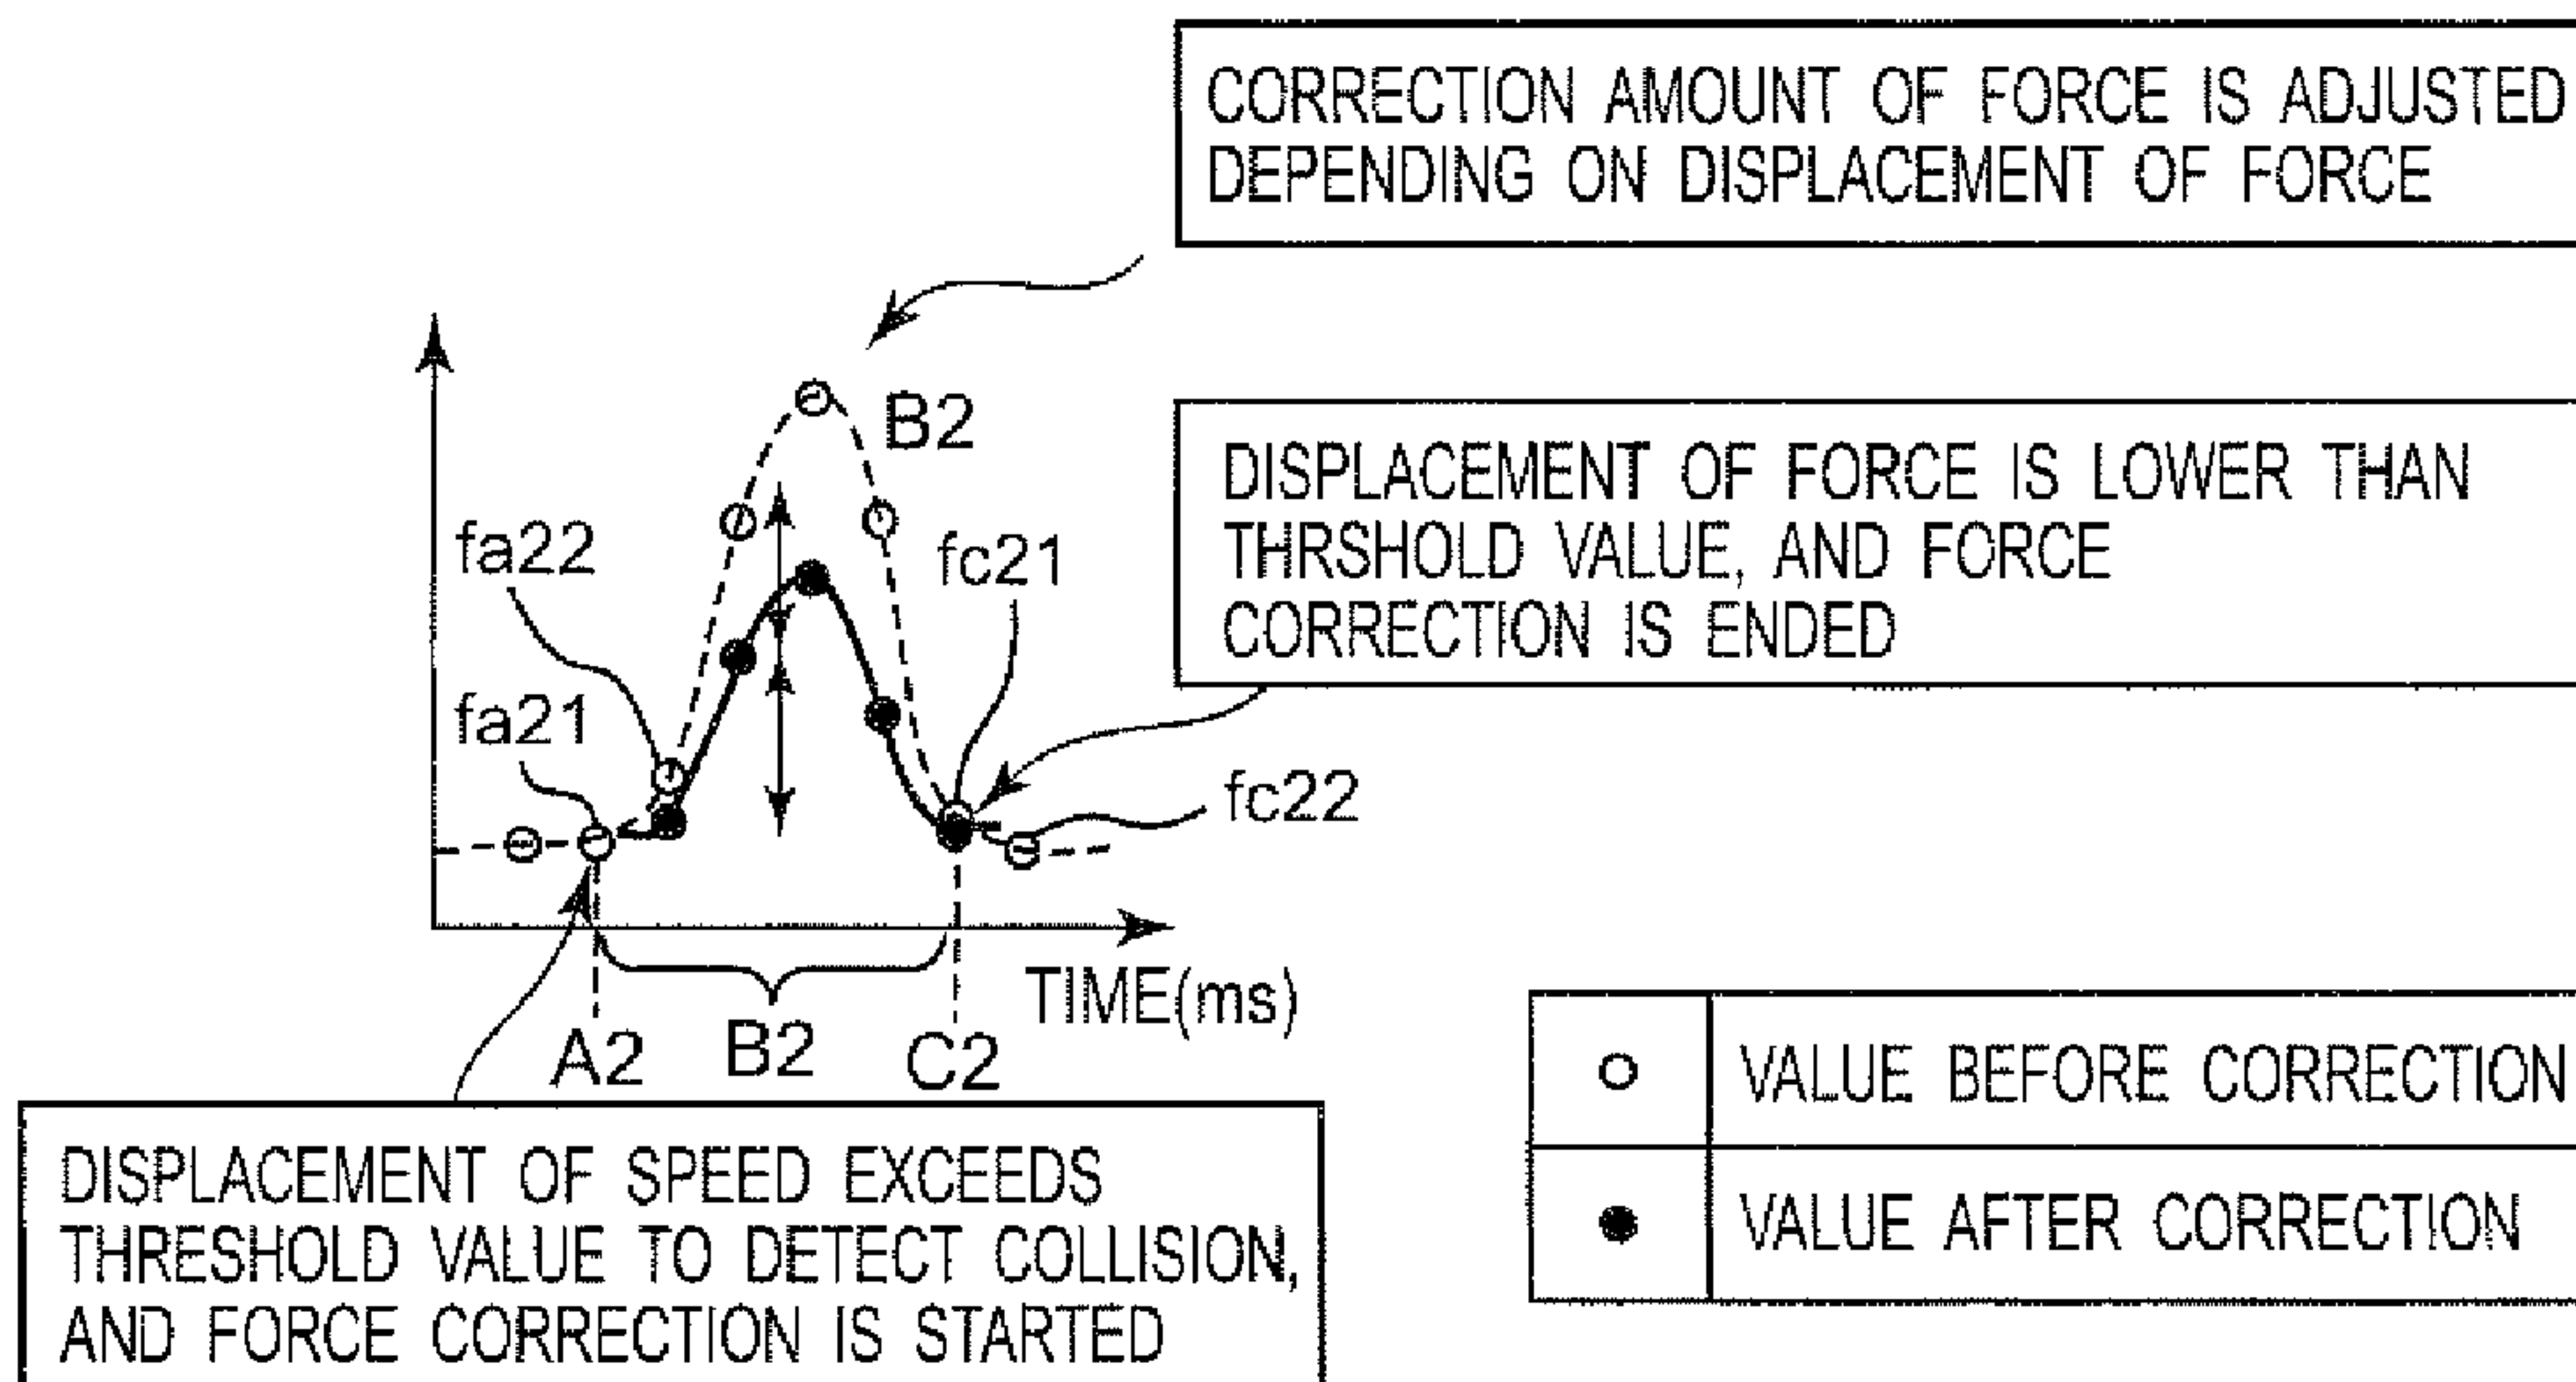 CORRECTION AMOUNT OF FORCE IS ADJUSTED
DEPENDING ON DISPLACEMENT OF FORCE
B2
DISPLACEMENT OF FORCE IS LOWER THAN
THRSHOLD VALUE, AND FORCE
CORRECTION IS ENDED
fa22
fc21
fa21
fc22
TIME(ms)
A2
B2
C2
DISPLACEMENT OF SPEED EXCEEDS
THRESHOLD VALUE TO DETECT COLLISION,
AND FORCE CORRECTION IS STARTED
VALUE BEFORE CORRECTION
VALUE AFTER CORRECTION